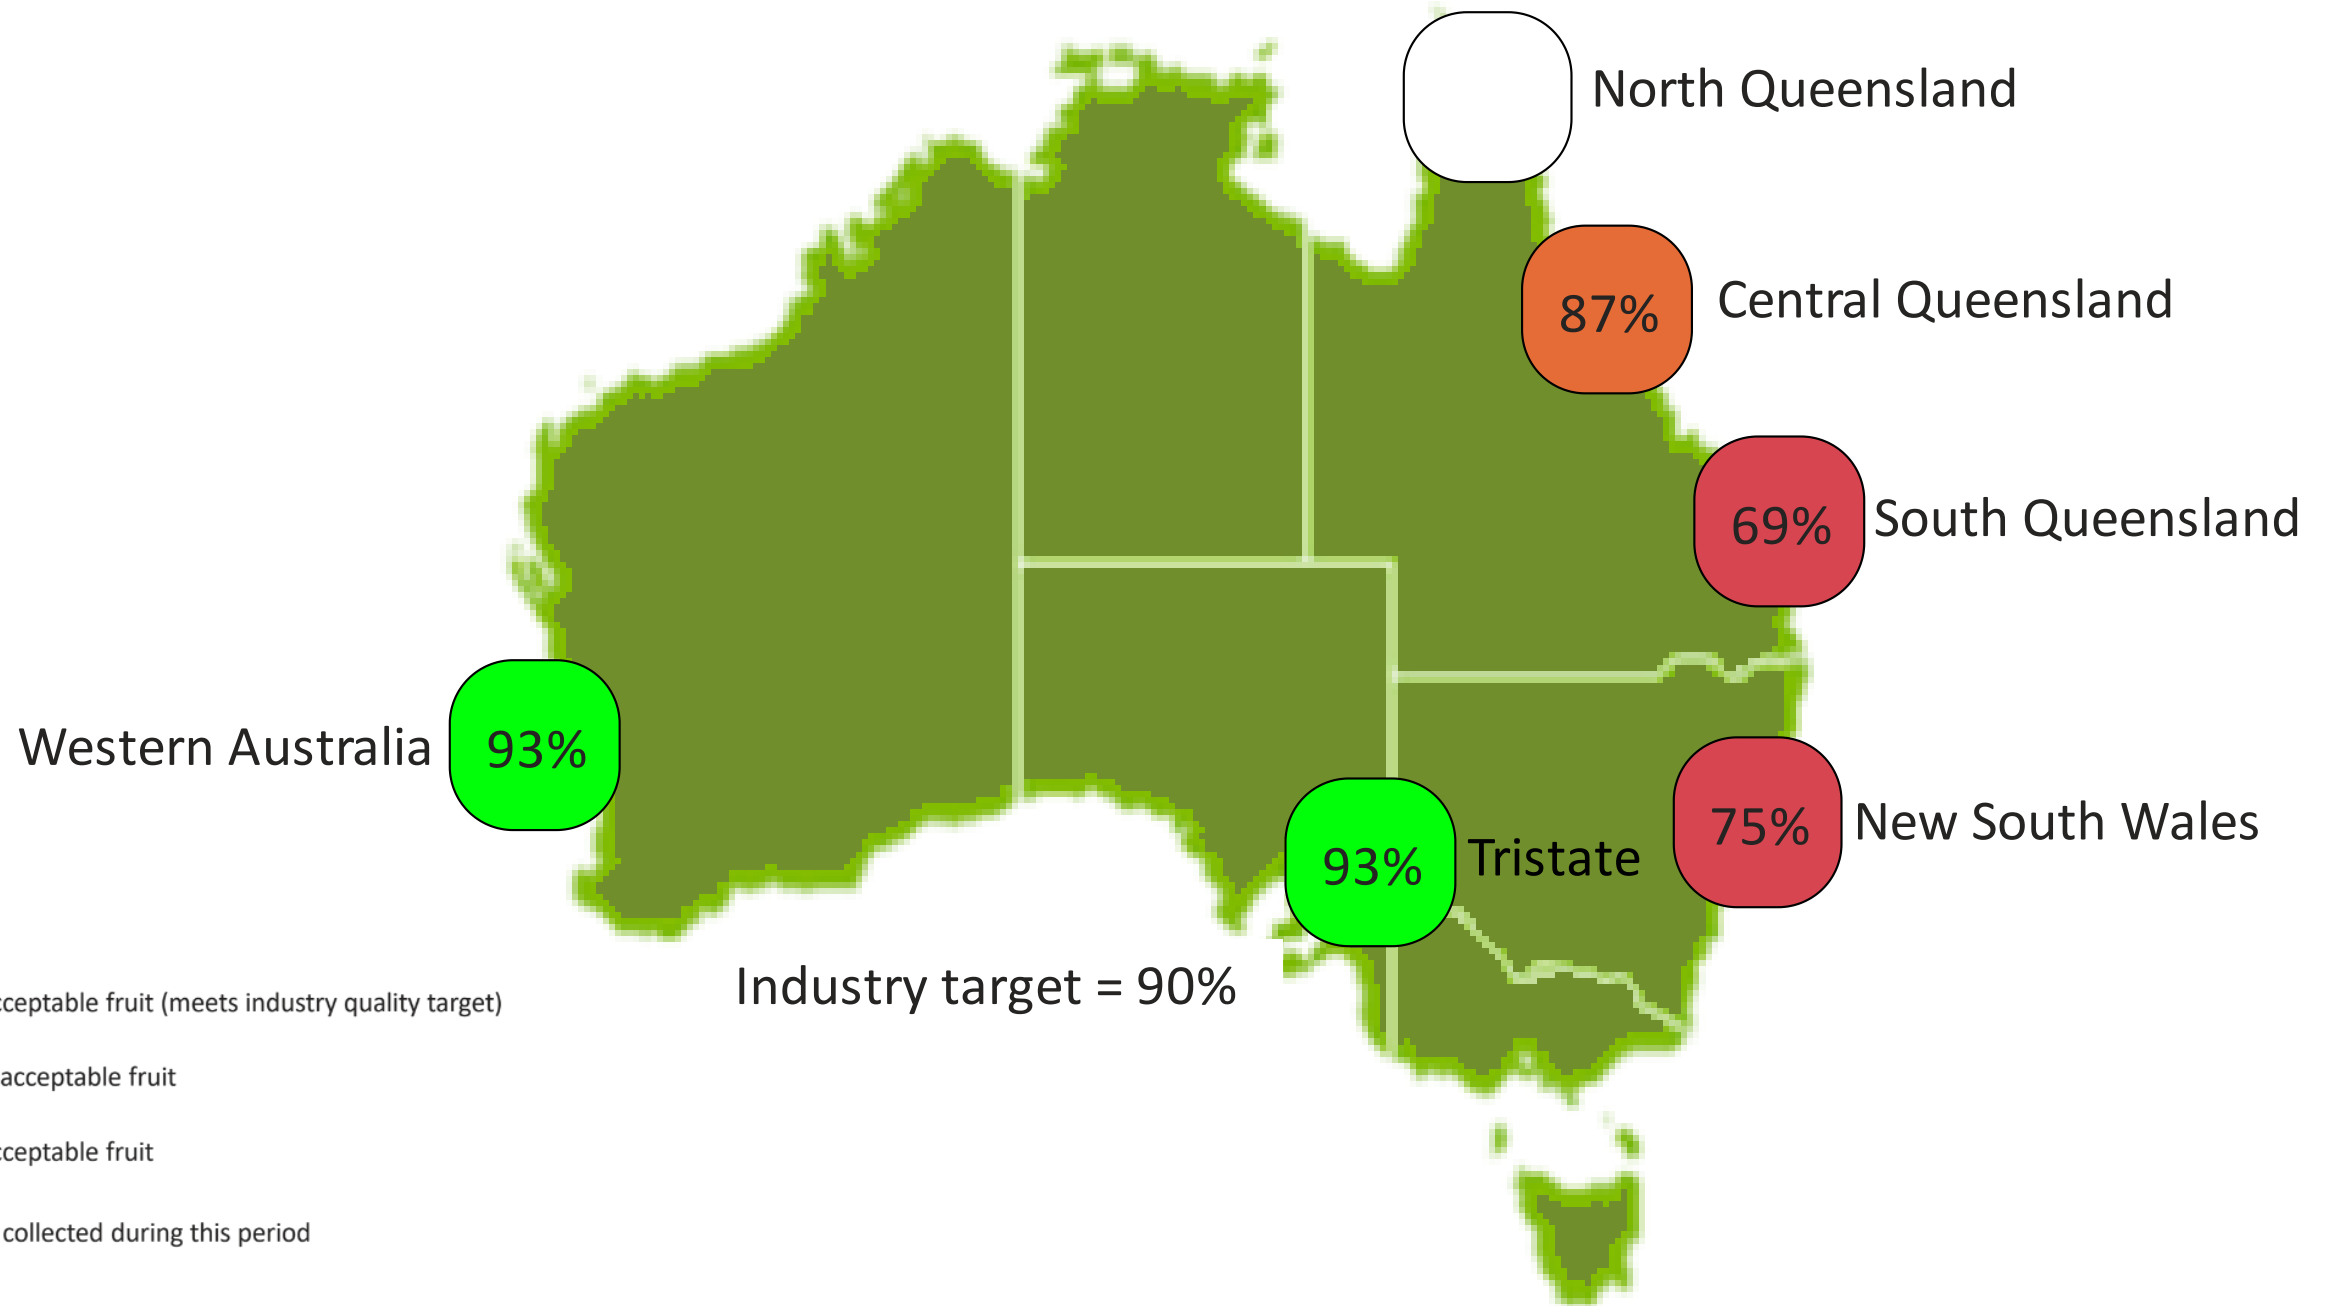 North Queensland
87% Central Queensland
69% South Queensland
Western Australia 93%
75% New South Wales
93% Tristate
Industry target = 90%
cceptable fruit (meets industry quality target)
acceptable fruit
cceptable fruit
collected during this period